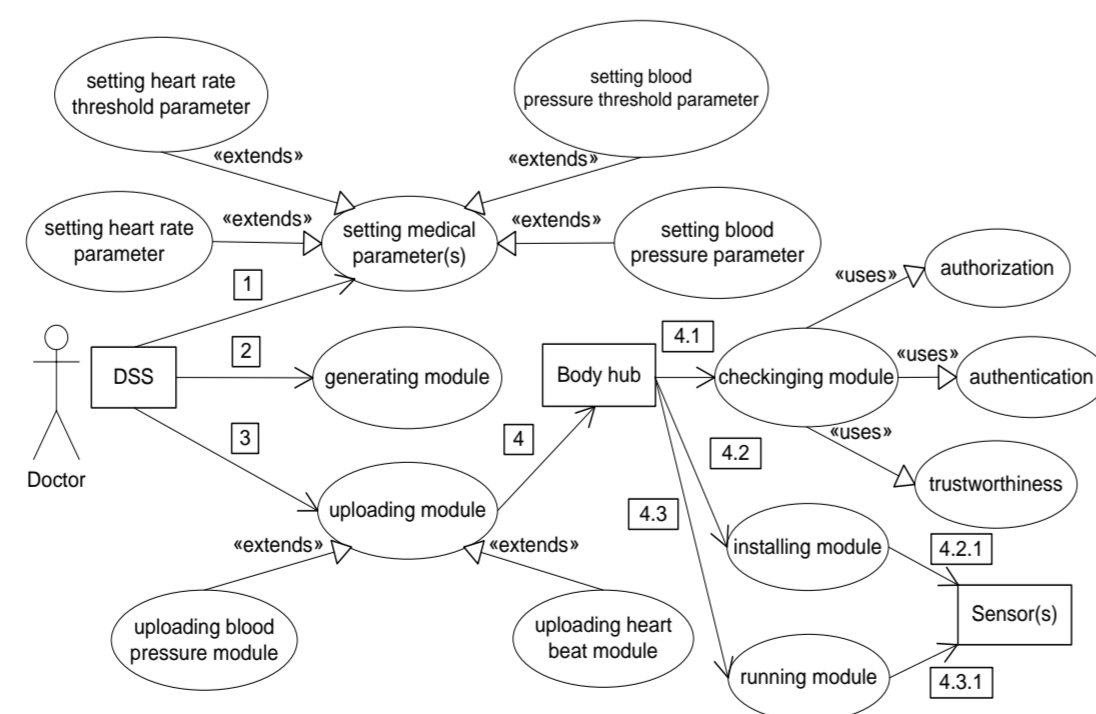 setting heart rate
threshold parameter
setting blood
pressure threshold parameter
«extends»
«extends»
setting heart rate
parameter
«extends»
setting medical
parameter(s)
«extends»
setting blood
pressure parameter
authorization
«uses»
1
2
3
DSS
Doctor
generating module
4
Body hub
4.1
checkinging module
«uses»
authentication
«uses»
trustworthiness
4.2
4.3
uploading module
«extends»
«extends»
uploading blood
pressure module
uploading heart
beat module
installing module
4.2.1
Sensor(s)
running module
4.3.1